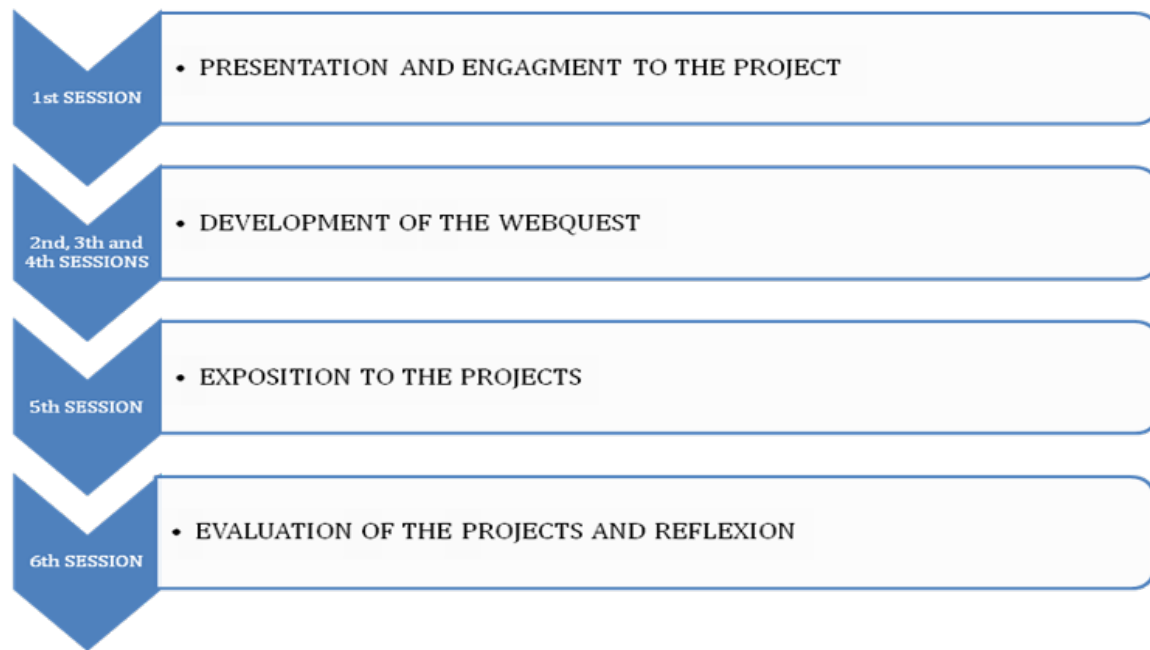 1st SESSION
• PRESENTATION AND ENGAGMENT TO THE PROJECT
2nd, 3th and
4th SESSIONS
• DEVELOPMENT OF THE WEBQUEST
5th SESSION
• EXPOSITION TO THE PROJECTS
6th SESSION
• EVALUATION OF THE PROJECTS AND REFLEXION